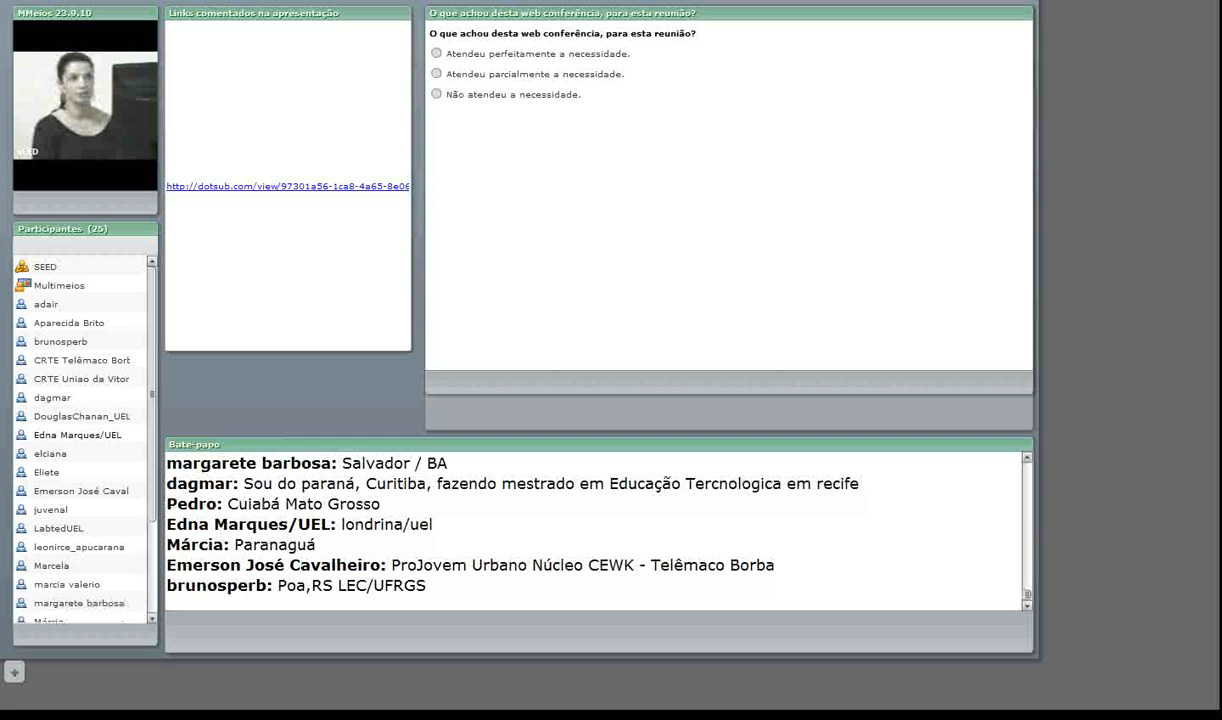 MMeios 23.9.10
SEED
Participantes (25)
SEED
Multimeios
adair
Aparecida Brito
brunosperb
CRTE Telêmaco Bort
CRTE Uniao da Vitor
dagmar
DouglasChanan_UEL
Edna Marques/UEL
elciana
Eliete
Emerson José Caval
juvenal
LabtedUEL
leonirce_apucarana
Marcela
marcia valerio
margarete barbosa
Márcia
Links comentados na apresentação
http://dotsub.com/view/97301a56-1ca8-4a65-8e06
O que achou desta web conferência, para esta reunião?
O que achou desta web conferência, para esta reunião?
Atendeu perfeitamente a necessidade.
Atendeu parcialmente a necessidade.
Não atendeu a necessidade.
Bate-papo
margarete barbosa: Salvador / BA
dagmar: Sou do paraná, Curitiba, fazendo mestrado em Educação Tercnologica em recife
Pedro: Cuiabá Mato Grosso
Edna Marques/UEL: londrina/uel
Márcia: Paranaguá
Emerson José Cavalheiro: ProJovem Urbano Núcleo CEWK - Telêmaco Borba
brunosperb: Poa,RS LEC/UFRGS